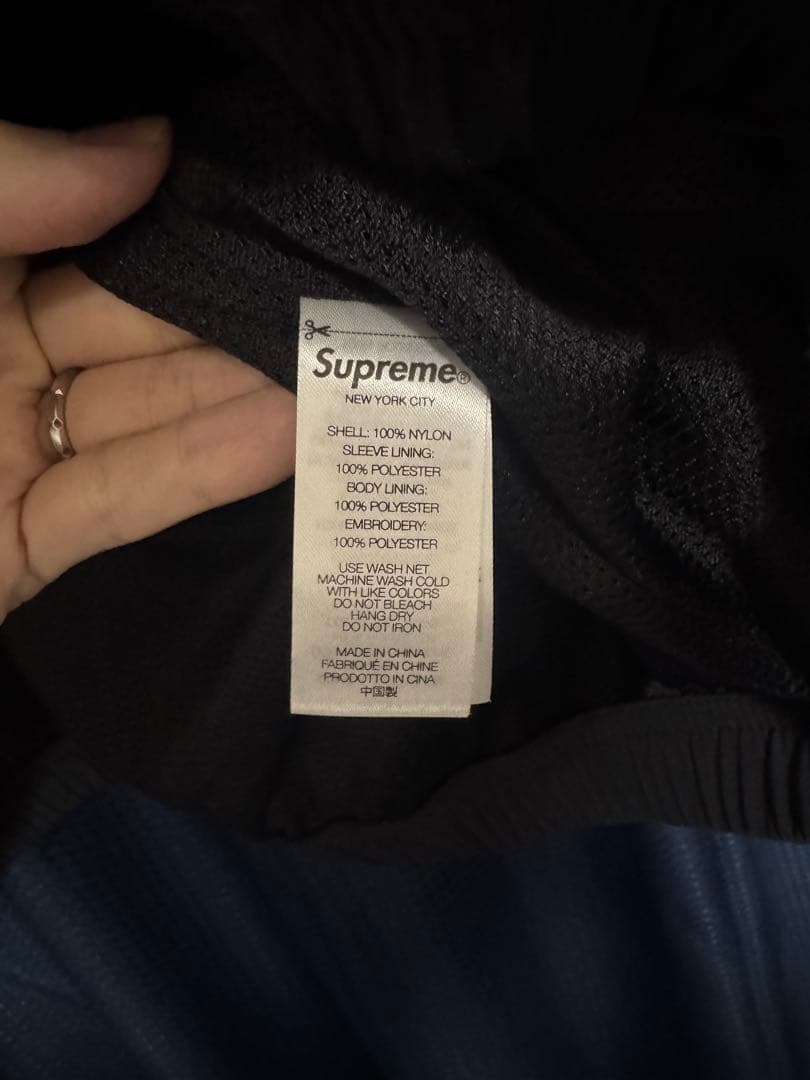 Supreme®
NEW YORK CITY
SHELL: 100% NYLON
SLEEVE LINING:
100% POLYESTER
BODY LINING:
100% POLYESTER
EMBROIDERY:
100% POLYESTER
USE WASH NET
MACHINE WASH COLD
WITH LIKE COLORS
DO NOT BLEACH
HANG DRY
DO NOT IRON
MADE IN CHINA
FABRIQUÉ EN CHINE
PRODOTTO IN CINA
中国製